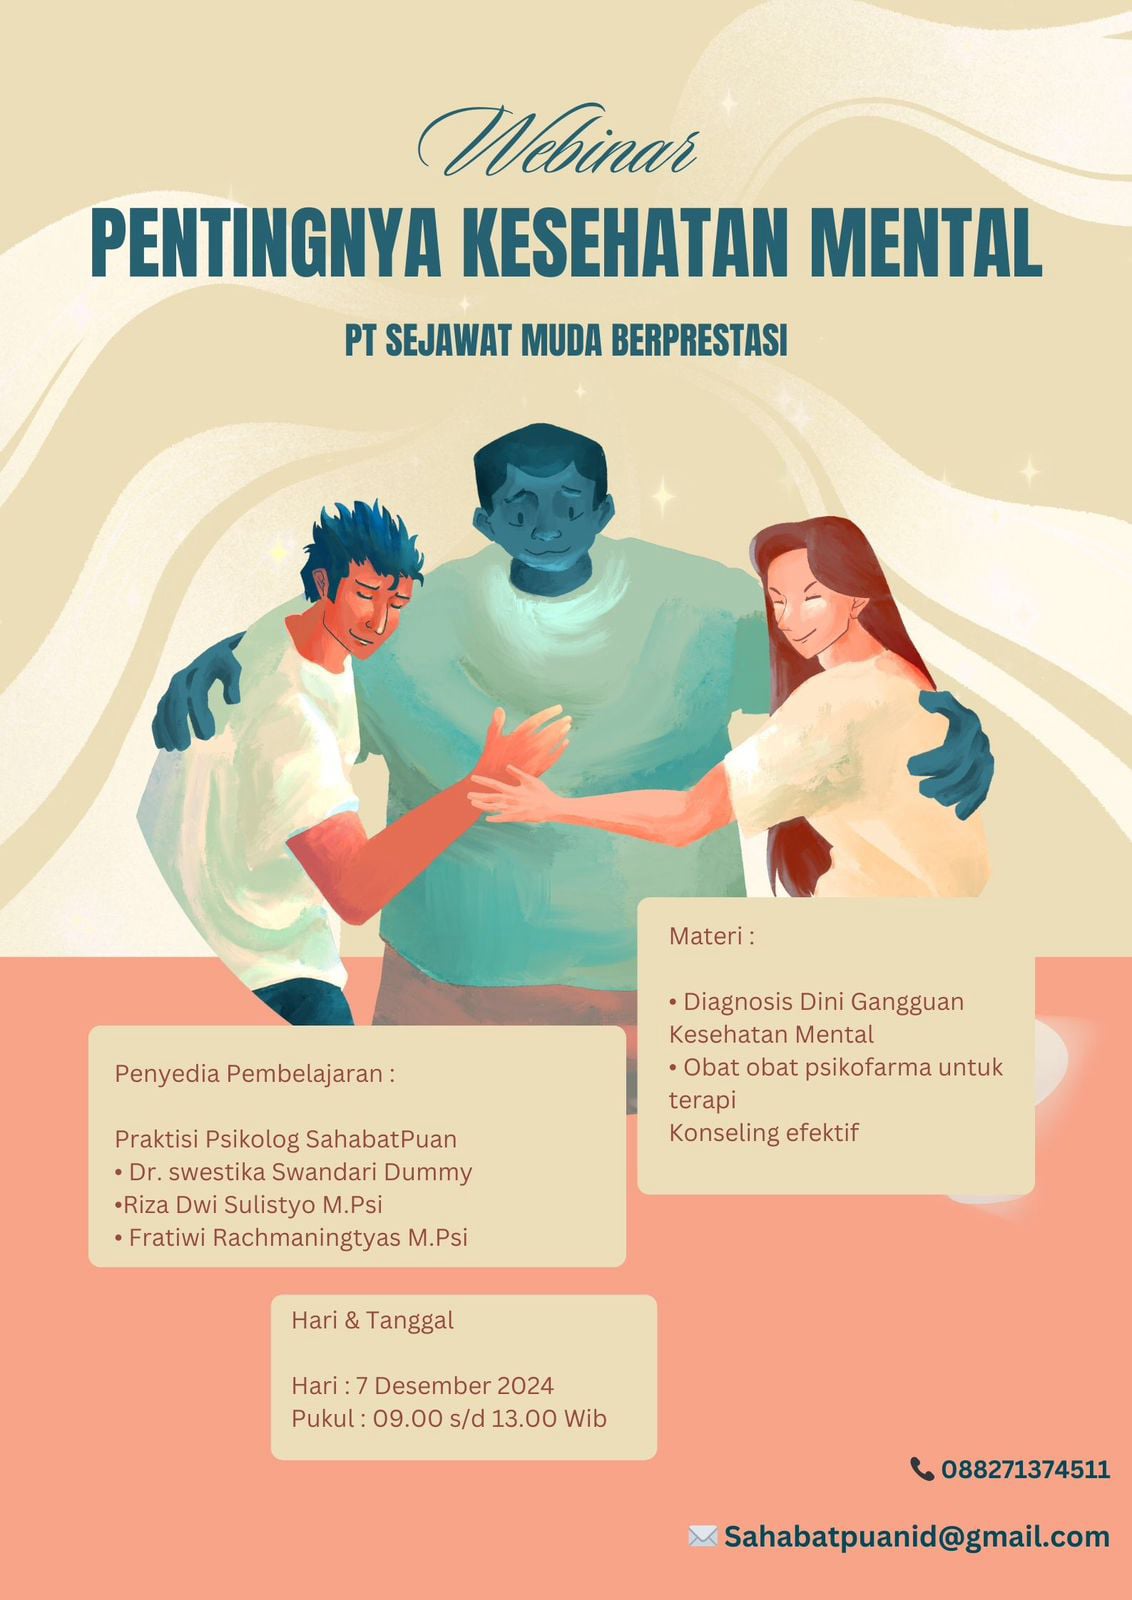 Webinar
PENTINGNYA KESEHATAN MENTAL
PT SEJAWAT MUDA BERPRESTASI
Materi :
• Diagnosis Dini Gangguan
Kesehatan Mental
• Obat obat psikofarma untuk
terapi
Konseling efektif
Penyedia Pembelajaran :
Praktisi Psikolog SahabatPuan
• Dr. swestika Swandari Dummy
•Riza Dwi Sulistyo M.Psi
• Fratiwi Rachmaningtyas M.Psi
Hari & Tanggal
Hari : 7 Desember 2024
Pukul : 09.00 s/d 13.00 Wib
088271374511
Sahabatpuanid@gmail.com